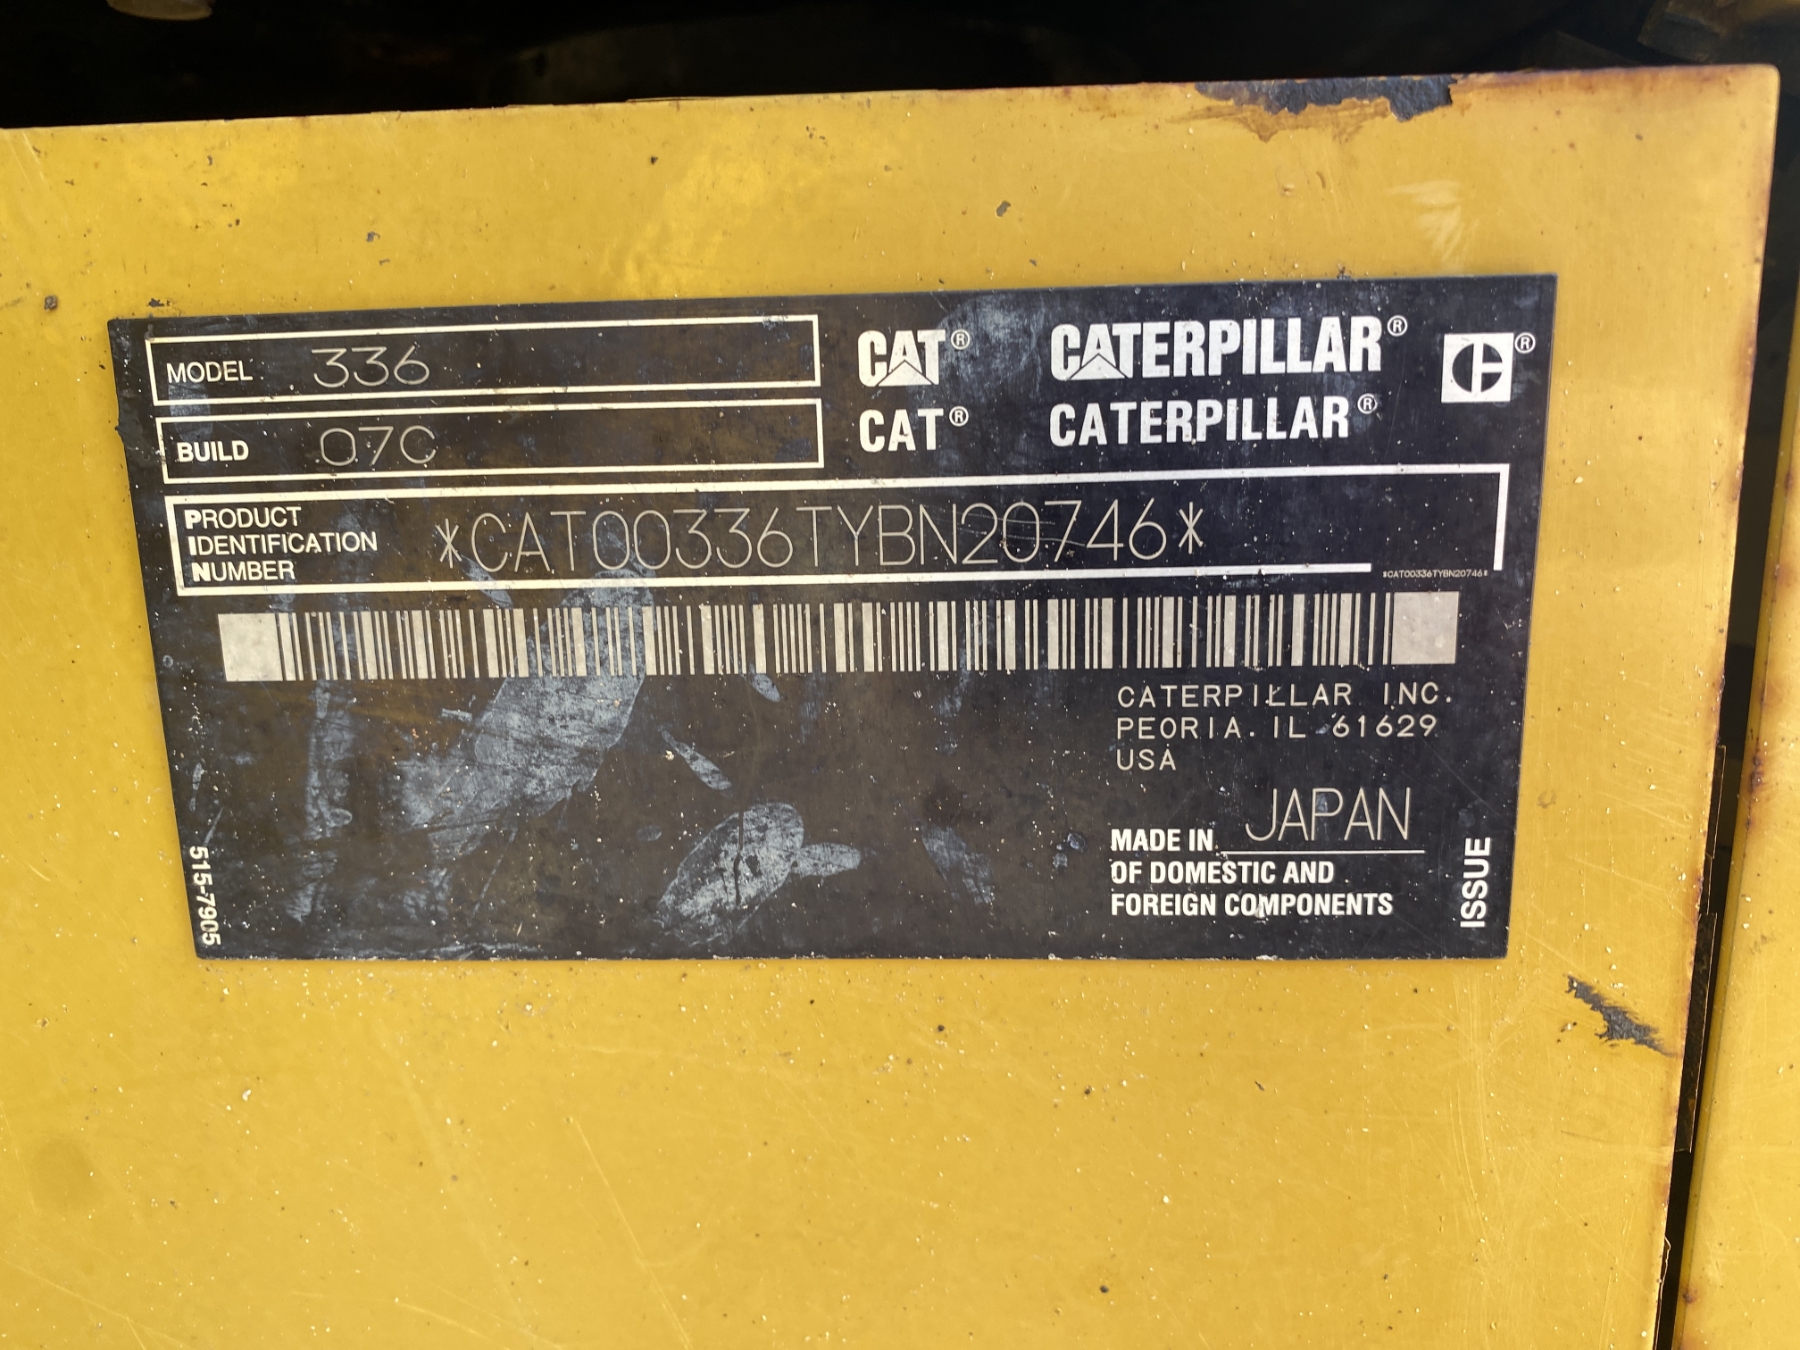 MODEL 336
BUILD 07C
CAT® CATERPILLAR® ®
CAT® CATERPILLAR®
PRODUCT
IDENTIFICATION
NUMBER
*CAT00336TYBN20746*
*CAT00336TYBN20746*
CATERPILLAR INC.
PEORIA. IL 61629
USA
MADE IN JAPAN
OF DOMESTIC AND
FOREIGN COMPONENTS
515-7905
ISSUE